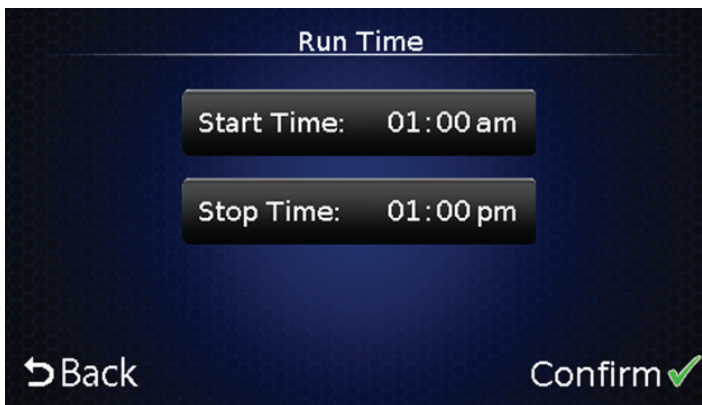 Run Time
Start Time: 01:00 am
Stop Time: 01:00 pm
Back
Confirm